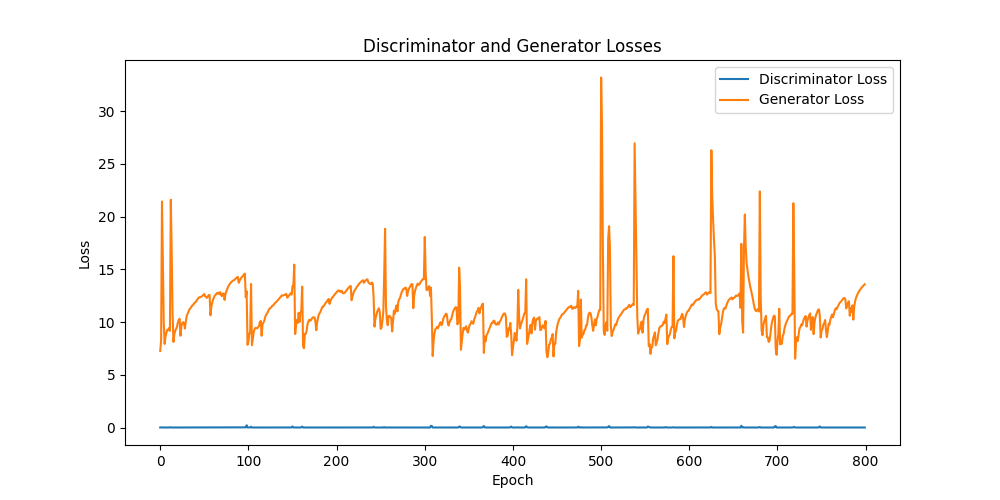 Discriminator and Generator Losses
Discriminator Loss
Generator Loss
30
25
20
15
10
5
0
Loss
0 100 200 300 400 500 600 700 800
Epoch